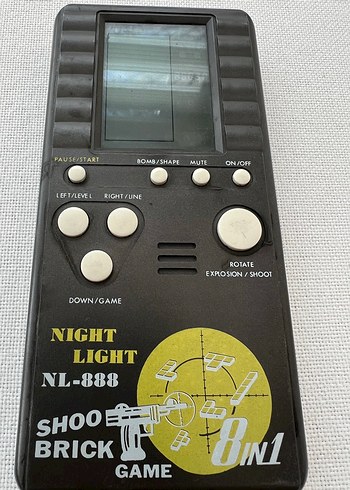 PAUSE/START
BOMB/SHAPE MUTE ON/OFF
LEFT/LEVEL RIGHT/LINE
ROTATE
EXPLOSION/SHOOT
DOWN/GAME
NIGHT
LIGHT
NL-888
SHOO
BRICK
GAME
8IN1